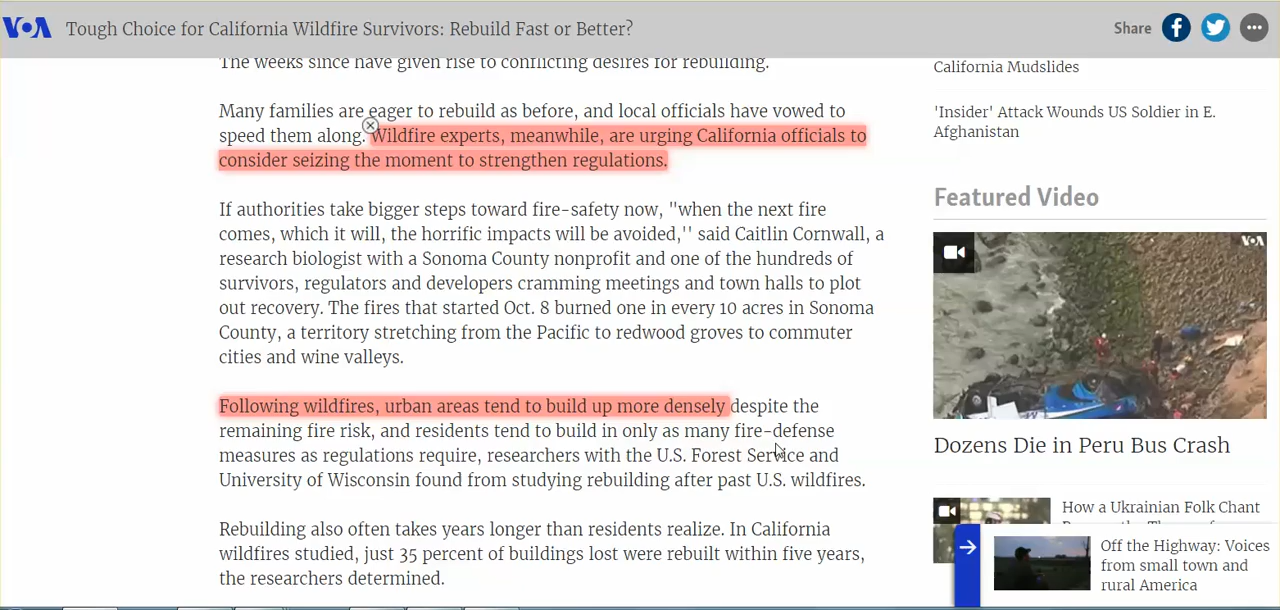 VOA Tough Choice for California Wildfire Survivors: Rebuild Fast or Better?
Share
The weeks since have given rise to conflicting desires for rebuilding.
Many families are eager to rebuild as before, and local officials have vowed to
speed them along. Wildfire experts, meanwhile, are urging California officials to
consider seizing the moment to strengthen regulations.
If authorities take bigger steps toward fire-safety now, "when the next fire
comes, which it will, the horrific impacts will be avoided,'' said Caitlin Cornwall, a
research biologist with a Sonoma County nonprofit and one of the hundreds of
survivors, regulators and developers cramming meetings and town halls to plot
out recovery. The fires that started Oct. 8 burned one in every 10 acres in Sonoma
County, a territory stretching from the Pacific to redwood groves to commuter
cities and wine valleys.
Following wildfires, urban areas tend to build up more densely despite the
remaining fire risk, and residents tend to build in only as many fire-defense
measures as regulations require, researchers with the U.S. Forest Service and
University of Wisconsin found from studying rebuilding after past U.S. wildfires.
Rebuilding also often takes years longer than residents realize. In California
wildfires studied, just 35 percent of buildings lost were rebuilt within five years,
the researchers determined.
California Mudslides
'Insider' Attack Wounds US Soldier in E.
Afghanistan
Featured Video
VOA
Dozens Die in Peru Bus Crash
How a Ukrainian Folk Chant
Off the Highway: Voices
from small town and
rural America